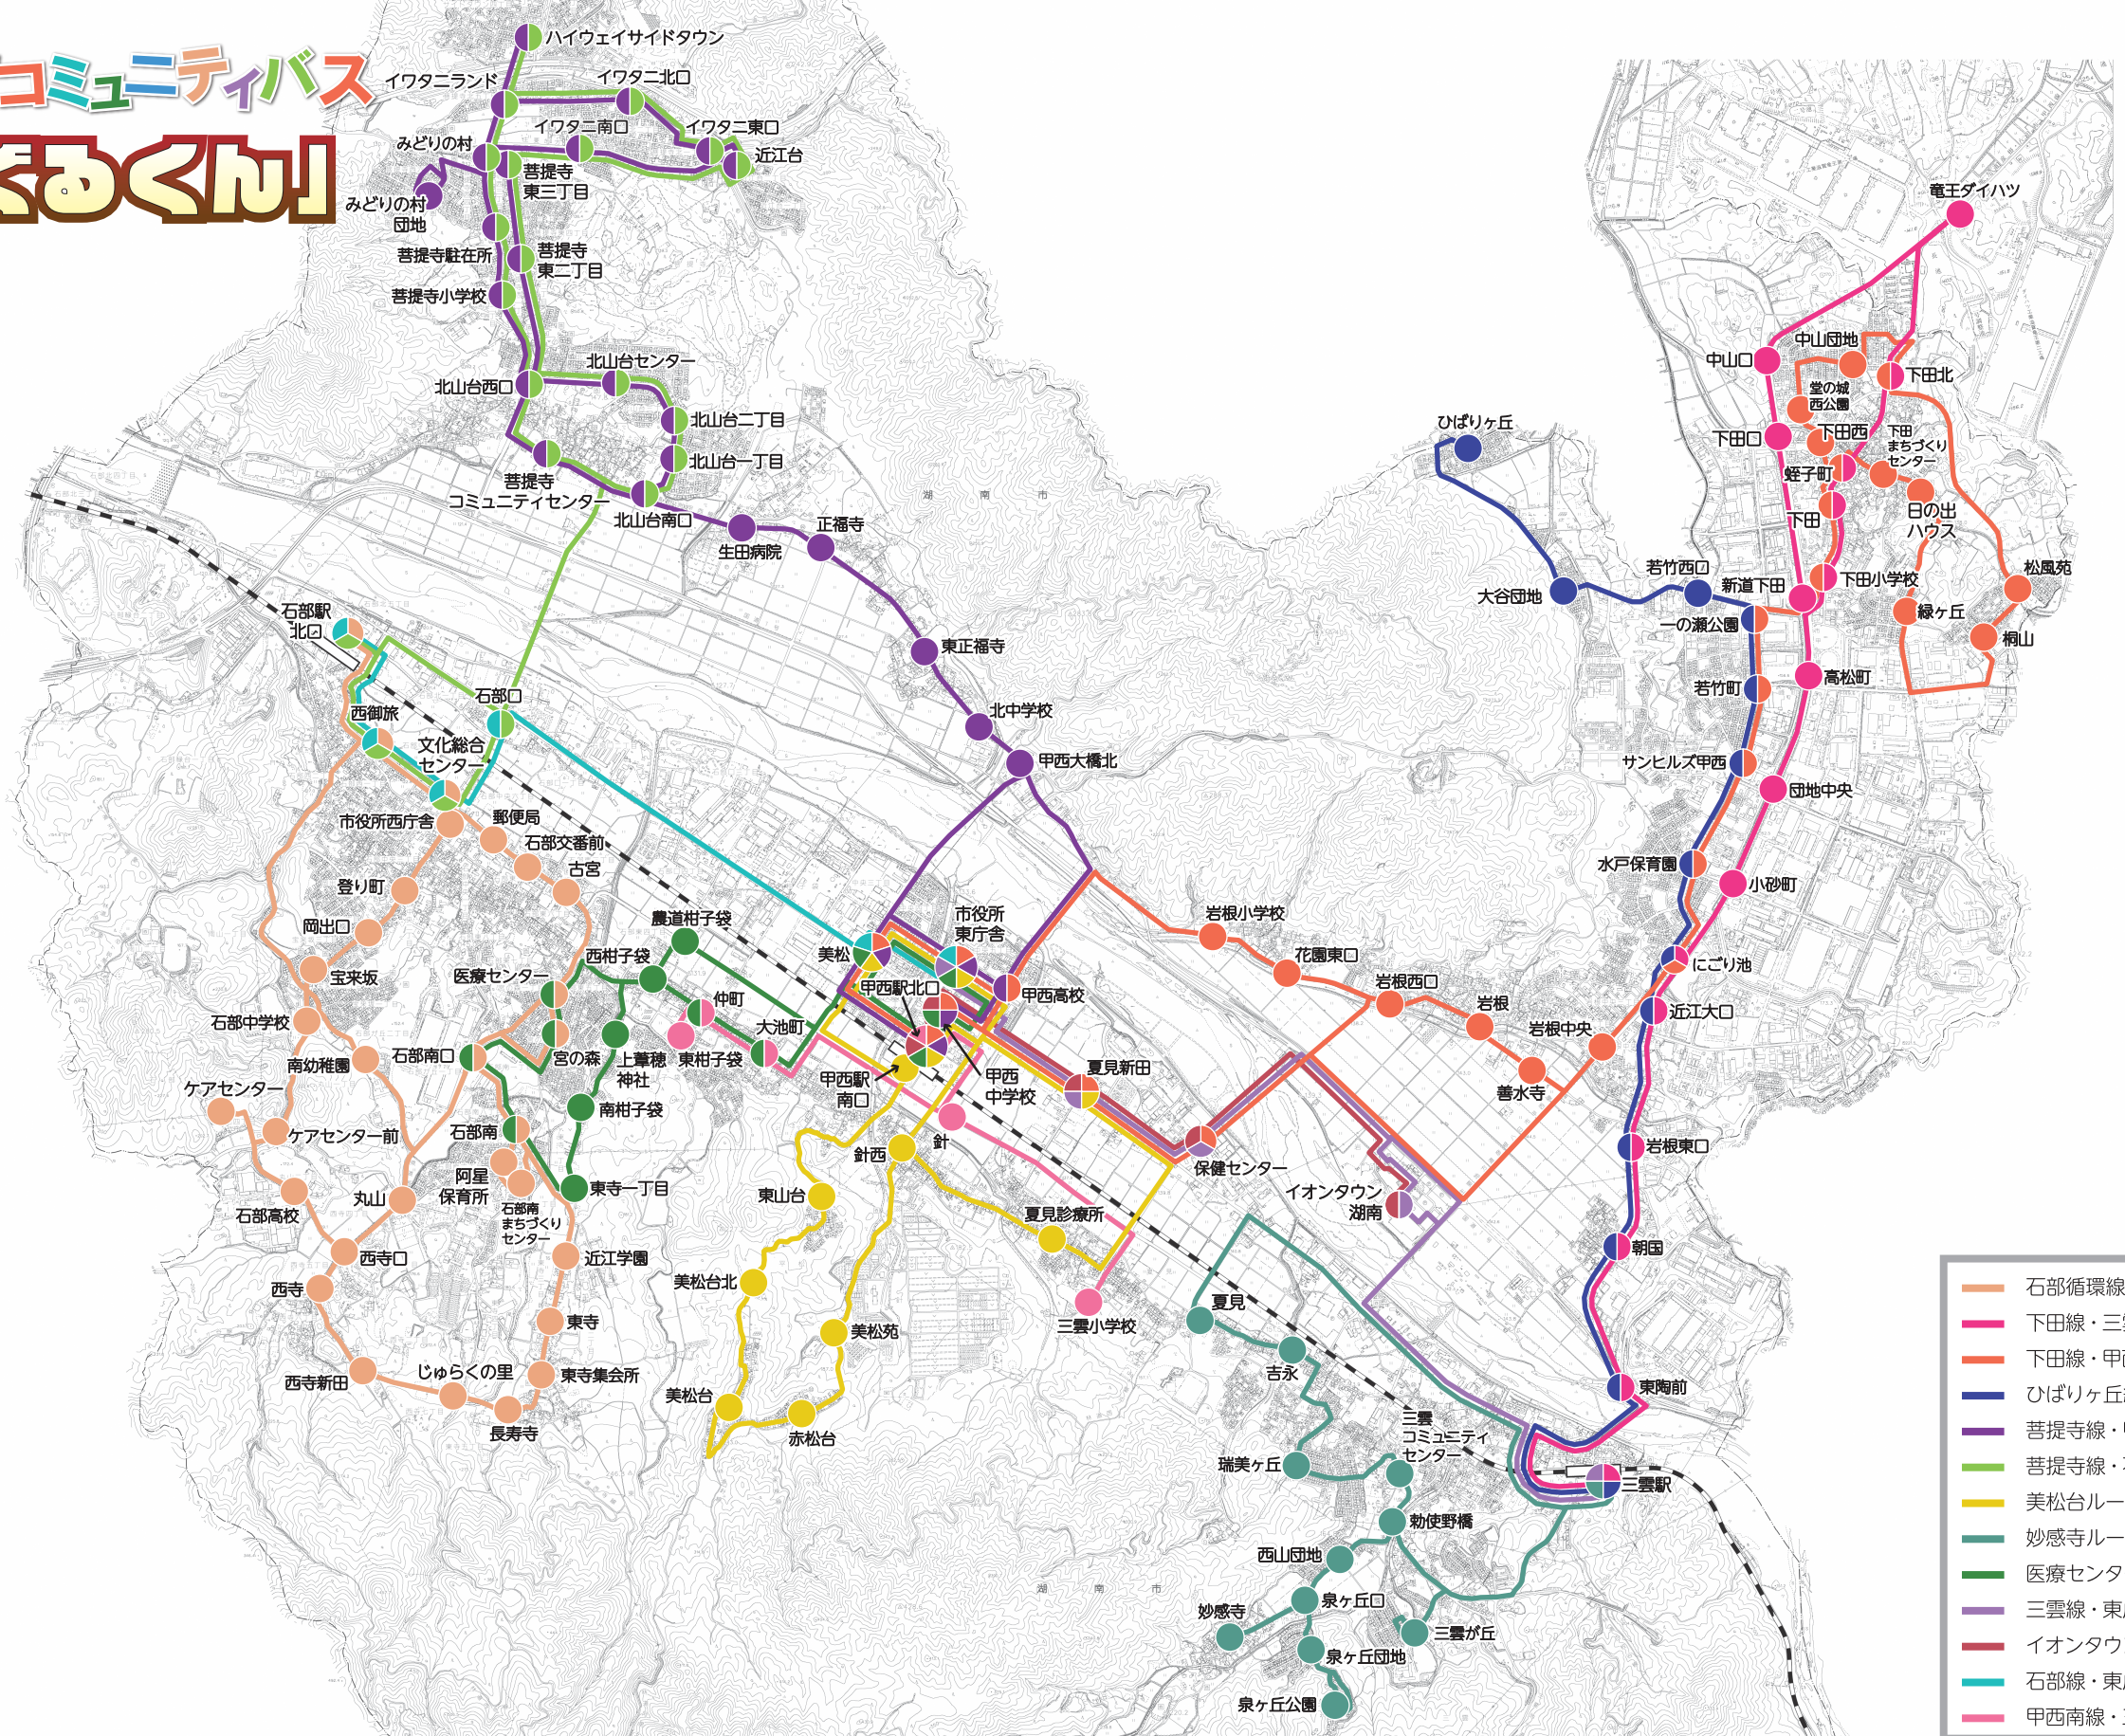 コミュニティバス
ぐるくん」
ハイウェイサイドタウン
イワタニランド
イワタニ北口
イワタニ南口
イワタニ東口
近江台
みどりの村
菩提寺
東三丁目
みどりの村
団地
菩提寺駐在所
菩提寺
東二丁目
菩提寺小学校
北山台センター
北山台西口
北山台二丁目
北山台一丁目
菩提寺
コミュニティセンター
北山台南口
生田病院
正福寺
東正福寺
北中学校
甲西大橋北
湖南市
竜王ダイハツ
中山口
中山団地
下田北
堂の城
西公園
下田口
下田西
下田
まちづくり
センター
蛭子町
下田
日の出
ハウス
ひばりヶ丘
大谷団地
若竹西口
新道下田
下田小学校
松風苑
一の瀬公園
緑ヶ丘
桐山
若竹町
高松町
サンヒルズ甲西
団地中央
水戸保育園
小砂町
にごり池
近江大口
岩根東口
朝国
東陶前
三雲駅
石部駅
北口
石部口
西御旅
文化総合
センター
市役所西庁舎
郵便局
石部交番前
古宮
登り町
岡出口
宝来坂
石部中学校
南幼稚園
ケアセンター
ケアセンター前
石部高校
丸山
西寺口
西寺
西寺新田
じゅらくの里
長寿寺
東寺集会所
東寺
近江学園
医療センター
宮の森
石部南口
石部南
阿星
保育所
石部南
まちづくり
センター
農道柑子袋
西柑子袋
仲町
東柑子袋
大池町
上葦穂
神社
南柑子袋
東寺一丁目
美松
市役所
東庁舎
甲西駅北口
甲西高校
甲西駅
南口
甲西
中学校
針
針西
東山台
美松台北
美松苑
美松台
赤松台
夏見診療所
三雲小学校
夏見新田
保健センター
イオンタウン
湖南
岩根小学校
花園東口
岩根西口
岩根
岩根中央
善水寺
夏見
吉永
瑞美ヶ丘
三雲
コミュニティ
センター
勅使野橋
西山団地
泉ヶ丘口
妙感寺
三雲が丘
泉ヶ丘団地
泉ヶ丘公園
湖南市
石部循環線
下田線・三雲
下田線・甲西
ひばりヶ丘
菩提寺線・
菩提寺線・
美松台ルー
妙感寺ルー
医療センタ
三雲線・東
イオンタウ
石部線・東
甲西南線・